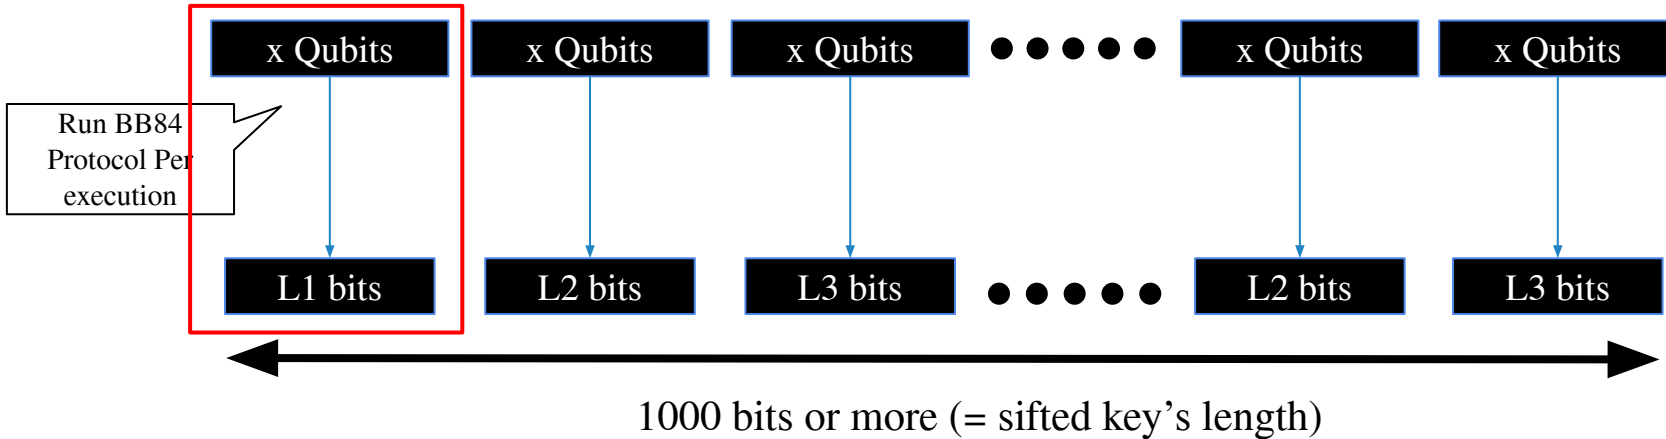 x Qubits
x Qubits
x Qubits
x Qubits
x Qubits
Run BB84
Protocol Per
execution
L1 bits
L2 bits
L3 bits
L2 bits
L3 bits
1000 bits or more (= sifted key’s length)